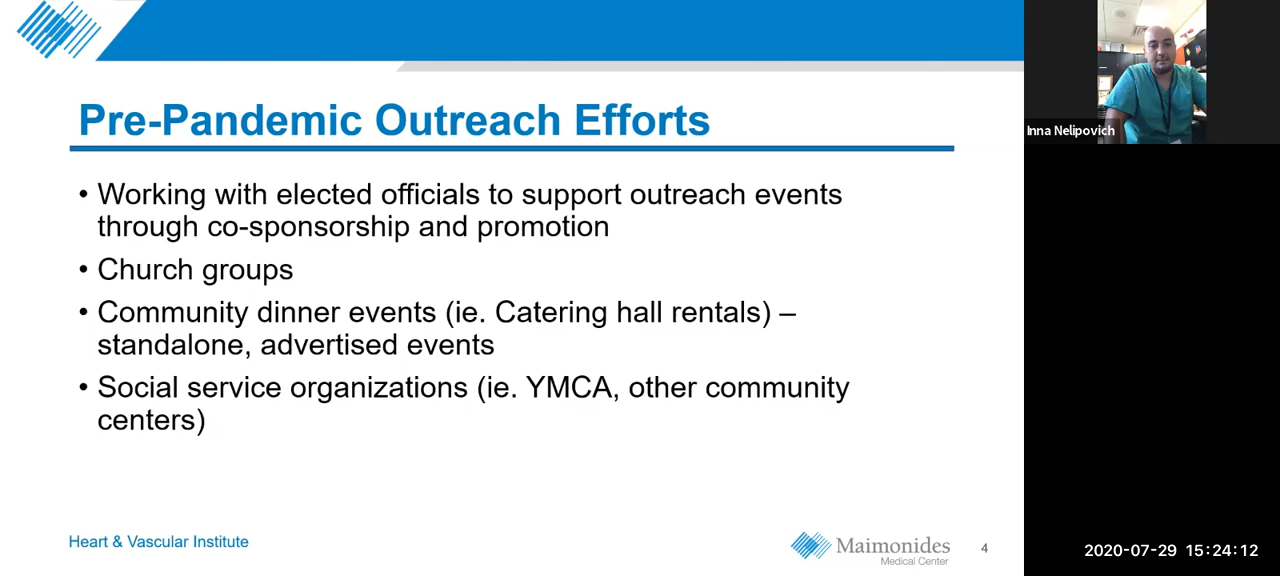 Pre-Pandemic Outreach Efforts
• Working with elected officials to support outreach events
through co-sponsorship and promotion
• Church groups
• Community dinner events (ie. Catering hall rentals) –
standalone, advertised events
• Social service organizations (ie. YMCA, other community
centers)
Heart & Vascular Institute
Maimonides
Medical Center
4
Inna Nelipovich
2020-07-29 15:24:12